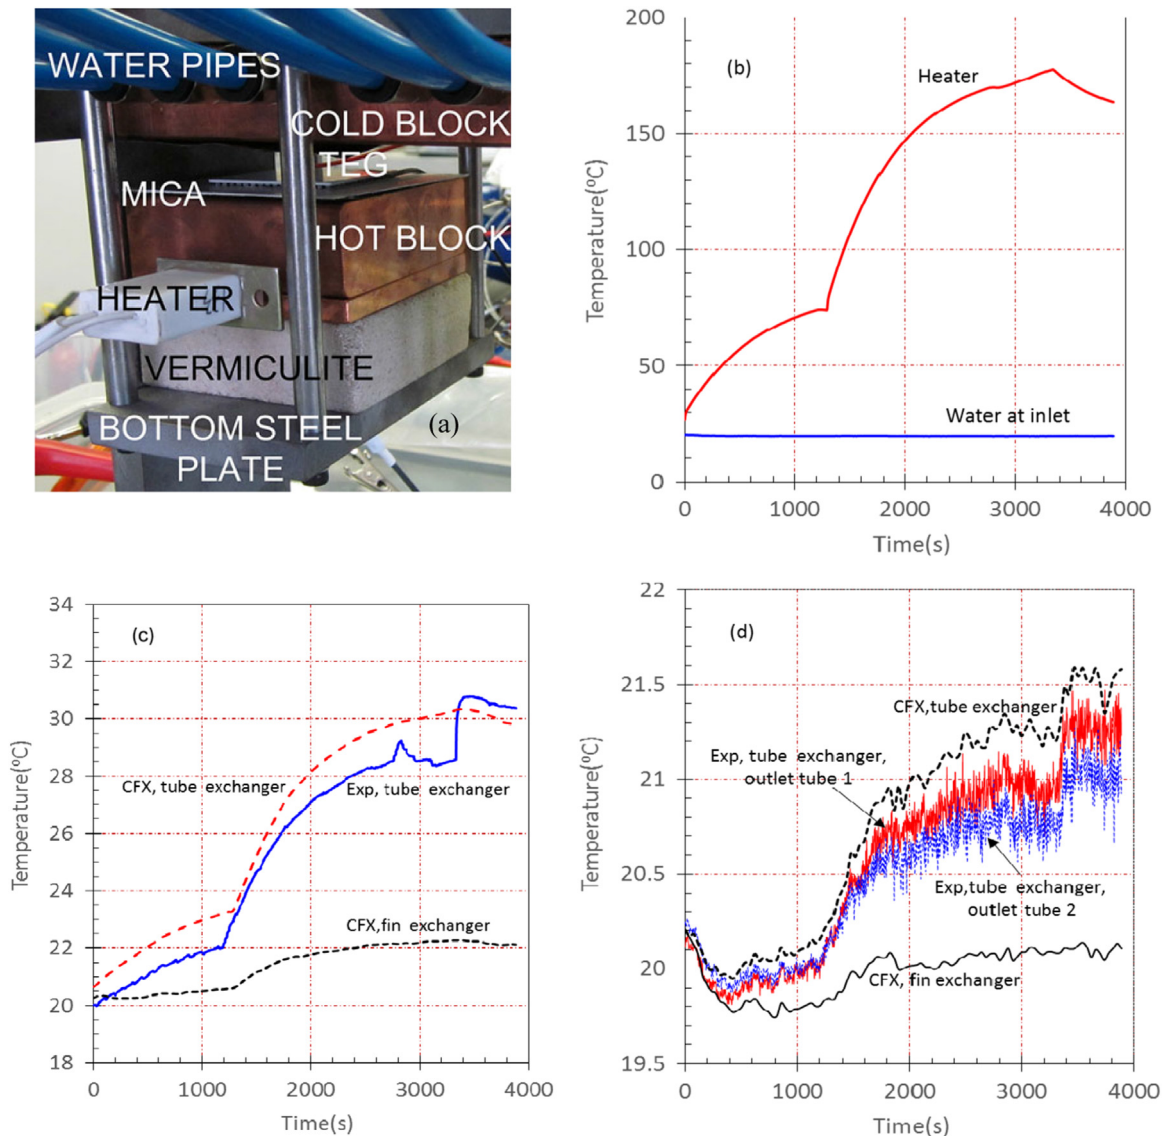 WATER PIPES
COLD BLOCK
TEG
MICA
HOT BLOCK
HEATER
VERMICULITE
BOTTOM STEEL
PLATE
(a)
200
150
100
50
0
Temperature(ºC)
(b)
Heater
Water at inlet
0 1000 2000 3000 4000
Time(s)
34
32
30
28
26
24
22
20
18
Temperature(ºC)
(c)
CFX, tube exchanger
Exp, tube exchanger
CFX,fin exchanger
0 1000 2000 3000 4000
Time(s)
22
21.5
21
20.5
20
19.5
Temperature(ºC)
(d)
CFX,tube exchanger
Exp, tube exchanger,
outlet tube 1
Exp,tube exchanger,
outlet tube 2
CFX, fin exchanger
0 1000 2000 3000 4000
Time(s)